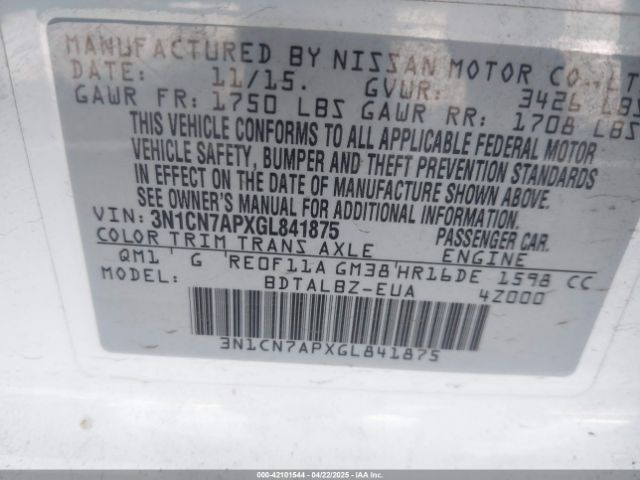 MANUFACTURED BY NISSAN MOTOR CO., LT
DATE: 11/15. GVWR: 3426 LBS
GAWR FR: 1750 LBS GAWR RR: 1708 LBS
THIS VEHICLE CONFORMS TO ALL APPLICABLE FEDERAL MOTOR
VEHICLE SAFETY, BUMPER AND THEFT PREVENTION STANDARDS
IN EFFECT ON THE DATE OF MANUFACTURE SHOWN ABOVE.
SEE OWNER'S MANUAL FOR ADDITIONAL INFORMATION.
VIN: 3N1CN7APXGL841875 PASSENGER CAR.
COLOR TRIM TRANS AXLE ENGINE
QM1 G RE0F11A GM38 HR16DE 1598 CC
MODEL: BDTALBZ-EUA 4Z000
3N1CN7APXGL841875
000-42101544 | 04/22/2025 | IAA Inc.